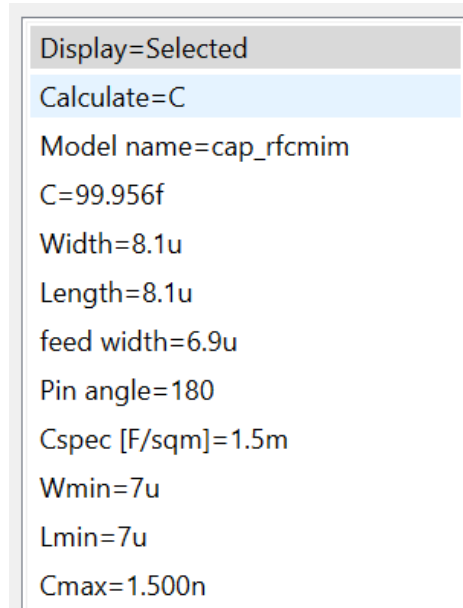 Display=Selected
Calculate=C
Model name=cap_rfcmim
C=99.956f
Width=8.1u
Length=8.1u
feed width=6.9u
Pin angle=180
Cspec [F/sqm]=1.5m
Wmin=7u
Lmin=7u
Cmax=1.500n